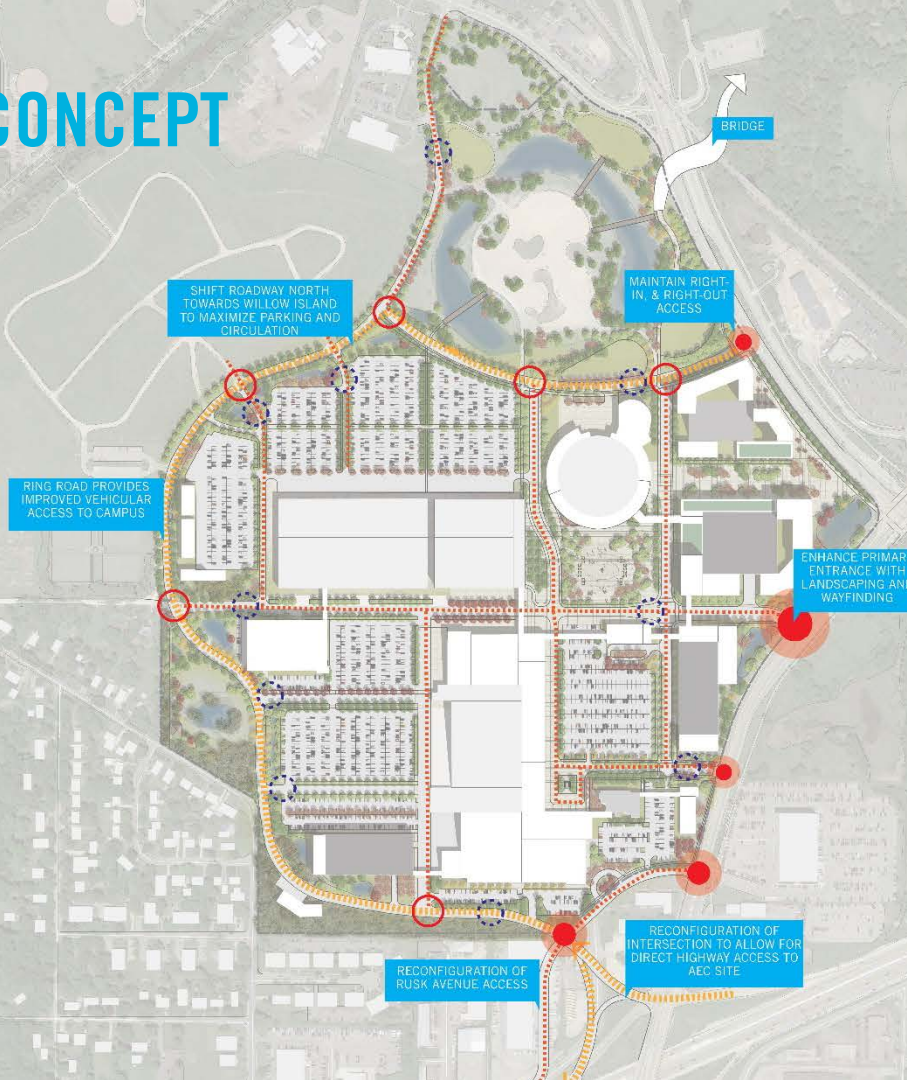 CONCEPT
BRIDGE
SHIFT ROADWAY NORTH
TOWARDS WILLOW ISLAND
TO MAXIMIZE PARKING AND
CIRCULATION
MAINTAIN RIGHT-
IN, & RIGHT-OUT
ACCESS
RING ROAD PROVIDES
IMPROVED VEHICULAR
ACCESS TO CAMPUS
ENHANCE PRIMAR
ENTRANCE WITH
LANDSCAPING AN
WAYFINDING
RECONFIGURATION OF
RUSK AVENUE ACCESS
RECONFIGURATION OF
INTERSECTION TO ALLOW FOR
DIRECT HIGHWAY ACCESS TO
AEC SITE